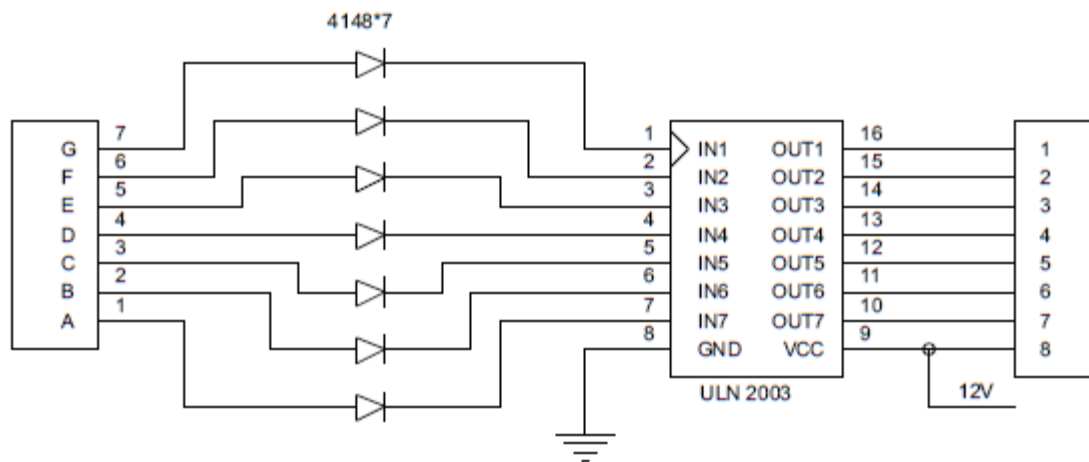 4148*7
G 7
F 6
E 5
D 4
C 3
B 2
A 1
1 IN1 OUT1 16 1
2 IN2 OUT2 15 2
3 IN3 OUT3 14 3
4 IN4 OUT4 13 4
5 IN5 OUT5 12 5
6 IN6 OUT6 11 6
7 IN7 OUT7 10 7
8 GND VCC 9 8
ULN 2003 12V